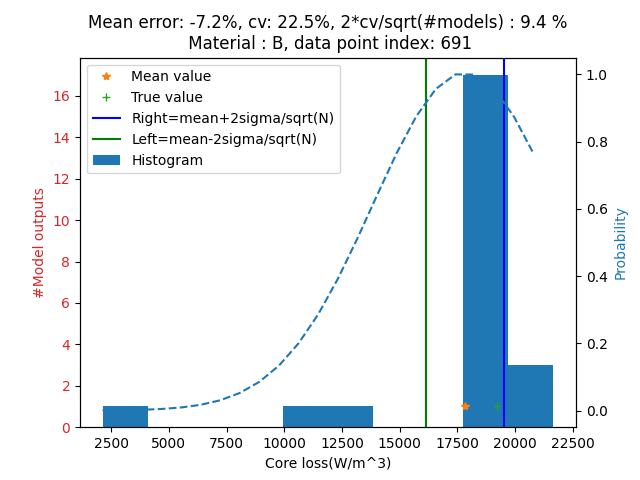 Mean error: -7.2%, cv: 22.5%, 2*cv/sqrt(#models) : 9.4 %
Material : B, data point index: 691
Mean value
True value
Right=mean+2sigma/sqrt(N)
Left=mean-2sigma/sqrt(N)
Histogram
#Model outputs
16
14
12
10
8
6
4
2
0
1.0
0.8
0.6
0.4
0.2
0.0
Probability
2500 5000 7500 10000 12500 15000 17500 20000 22500
Core loss(W/m^3)